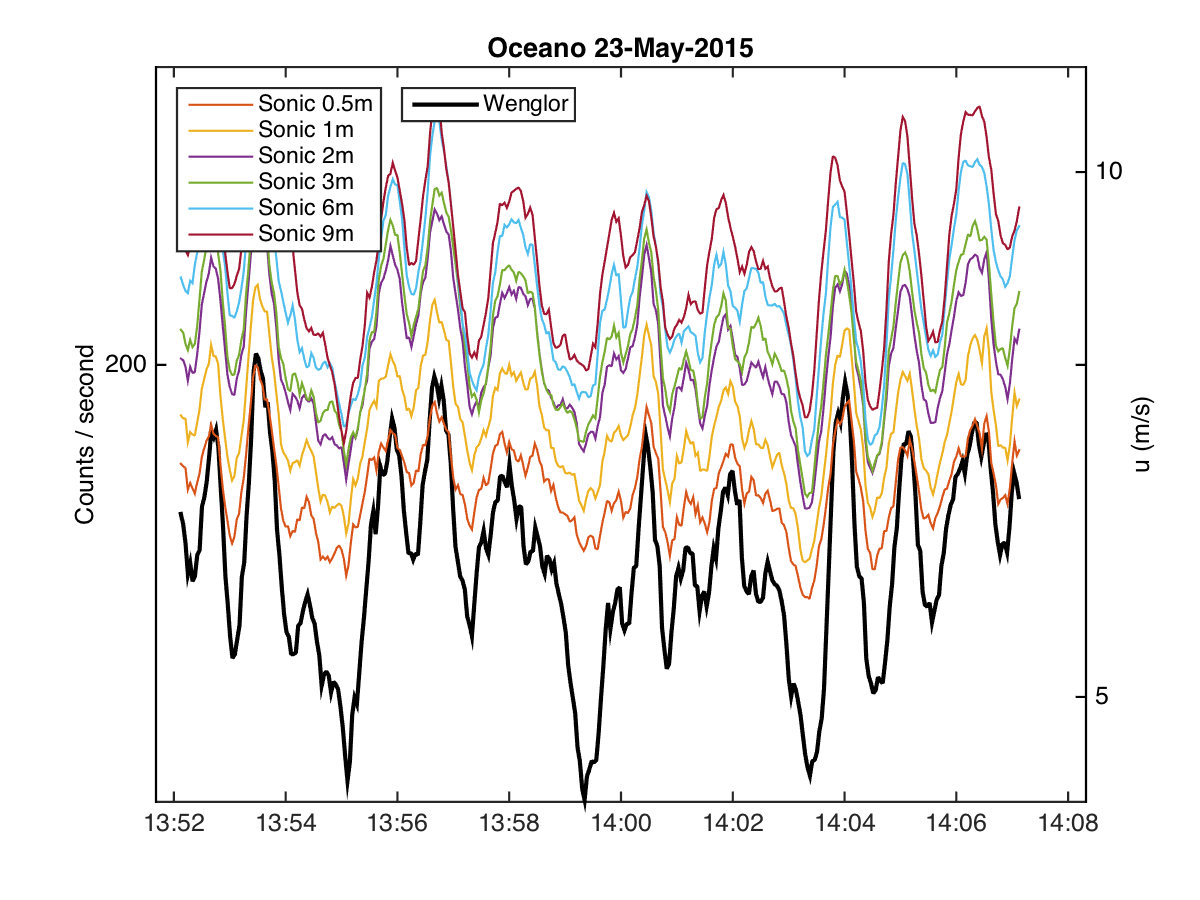 Oceano 23-May-2015
Sonic 0.5m
Sonic 1m
Sonic 2m
Sonic 3m
Sonic 6m
Sonic 9m
Wenglor
Counts / second
200
u (m/s)
10
5
13:52 13:54 13:56 13:58 14:00 14:02 14:04 14:06 14:08